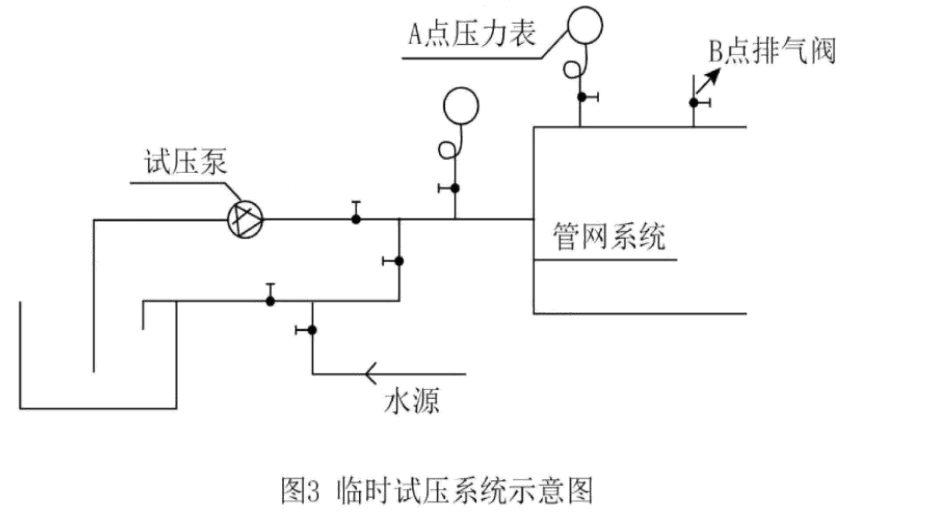 A点压力表
B点排气阀
试压泵
管网系统
水源
图3 临时试压系统示意图